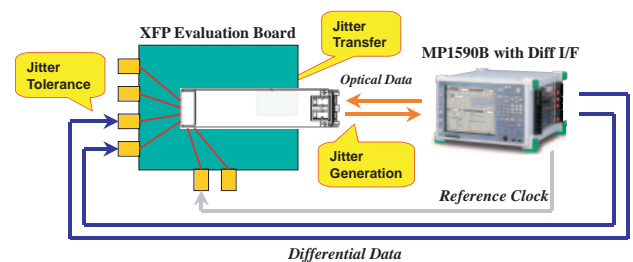 XFP Evaluation Board
Jitter
Transfer
MP1590B with Diff I/F
Jitter
Tolerance
Optical Data
Jitter
Generation
Reference Clock
Differential Data